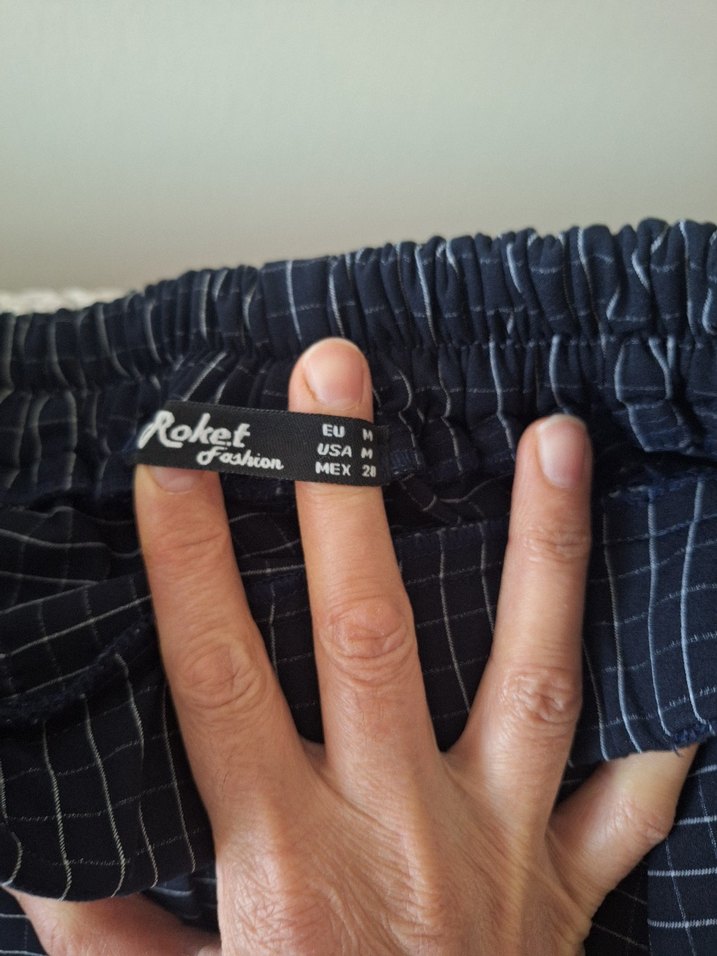 Roket
Fashion
EU M
USA M
MEX 28